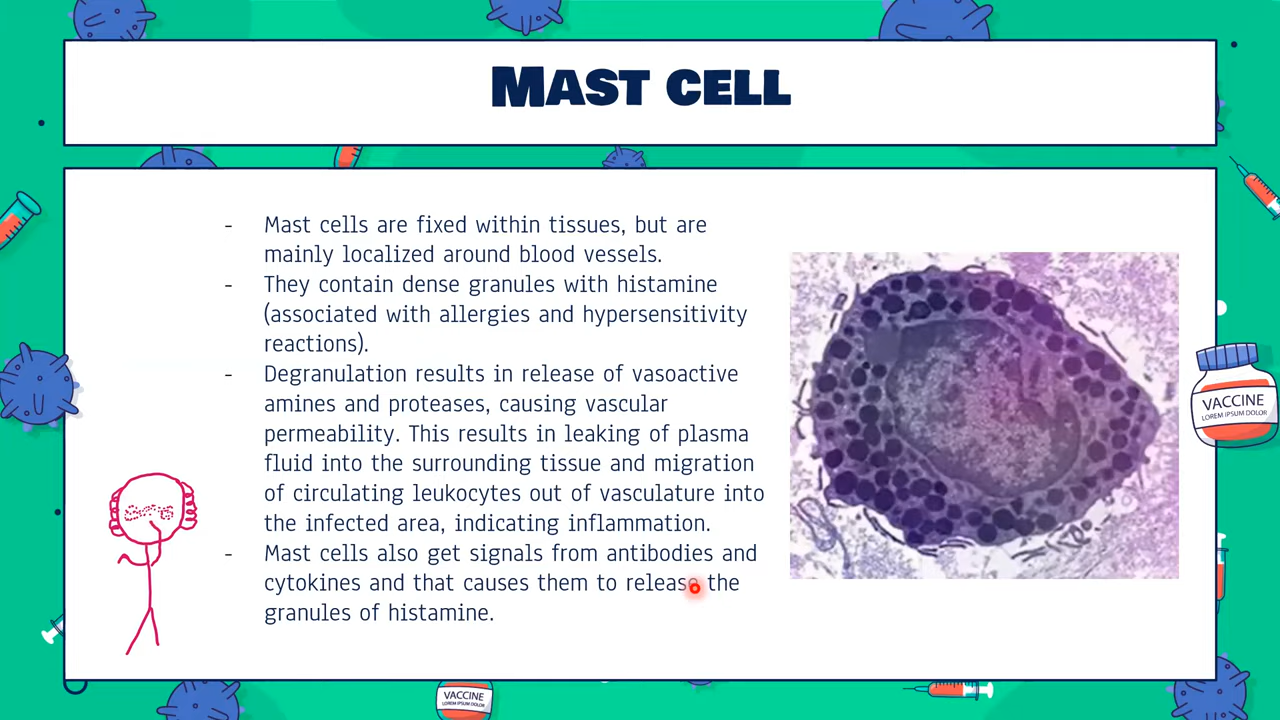 MAST CELL
- Mast cells are fixed within tissues, but are
mainly localized around blood vessels.
- They contain dense granules with histamine
(associated with allergies and hypersensitivity
reactions).
- Degranulation results in release of vasoactive
amines and proteases, causing vascular
permeability. This results in leaking of plasma
fluid into the surrounding tissue and migration
of circulating leukocytes out of vasculature into
the infected area, indicating inflammation.
- Mast cells also get signals from antibodies and
cytokines and that causes them to release the
granules of histamine.
VACCINE
LOREM IPSUM DOLOR
VACCINE
LOREM IPSUM DOLOR